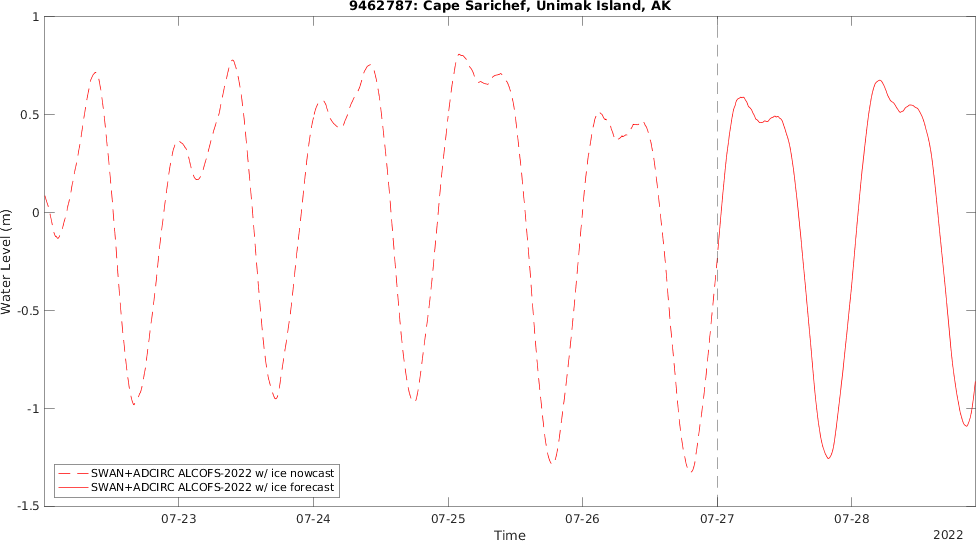 9462787: Cape Sarichef, Unimak Island, AK
1
0.5
0
-0.5
-1
-1.5
Water Level (m)
SWAN+ADCIRC ALCOFS-2022 w/ ice nowcast
SWAN+ADCIRC ALCOFS-2022 w/ ice forecast
07-23
07-24
07-25
07-26
07-27
07-28
Time
2022